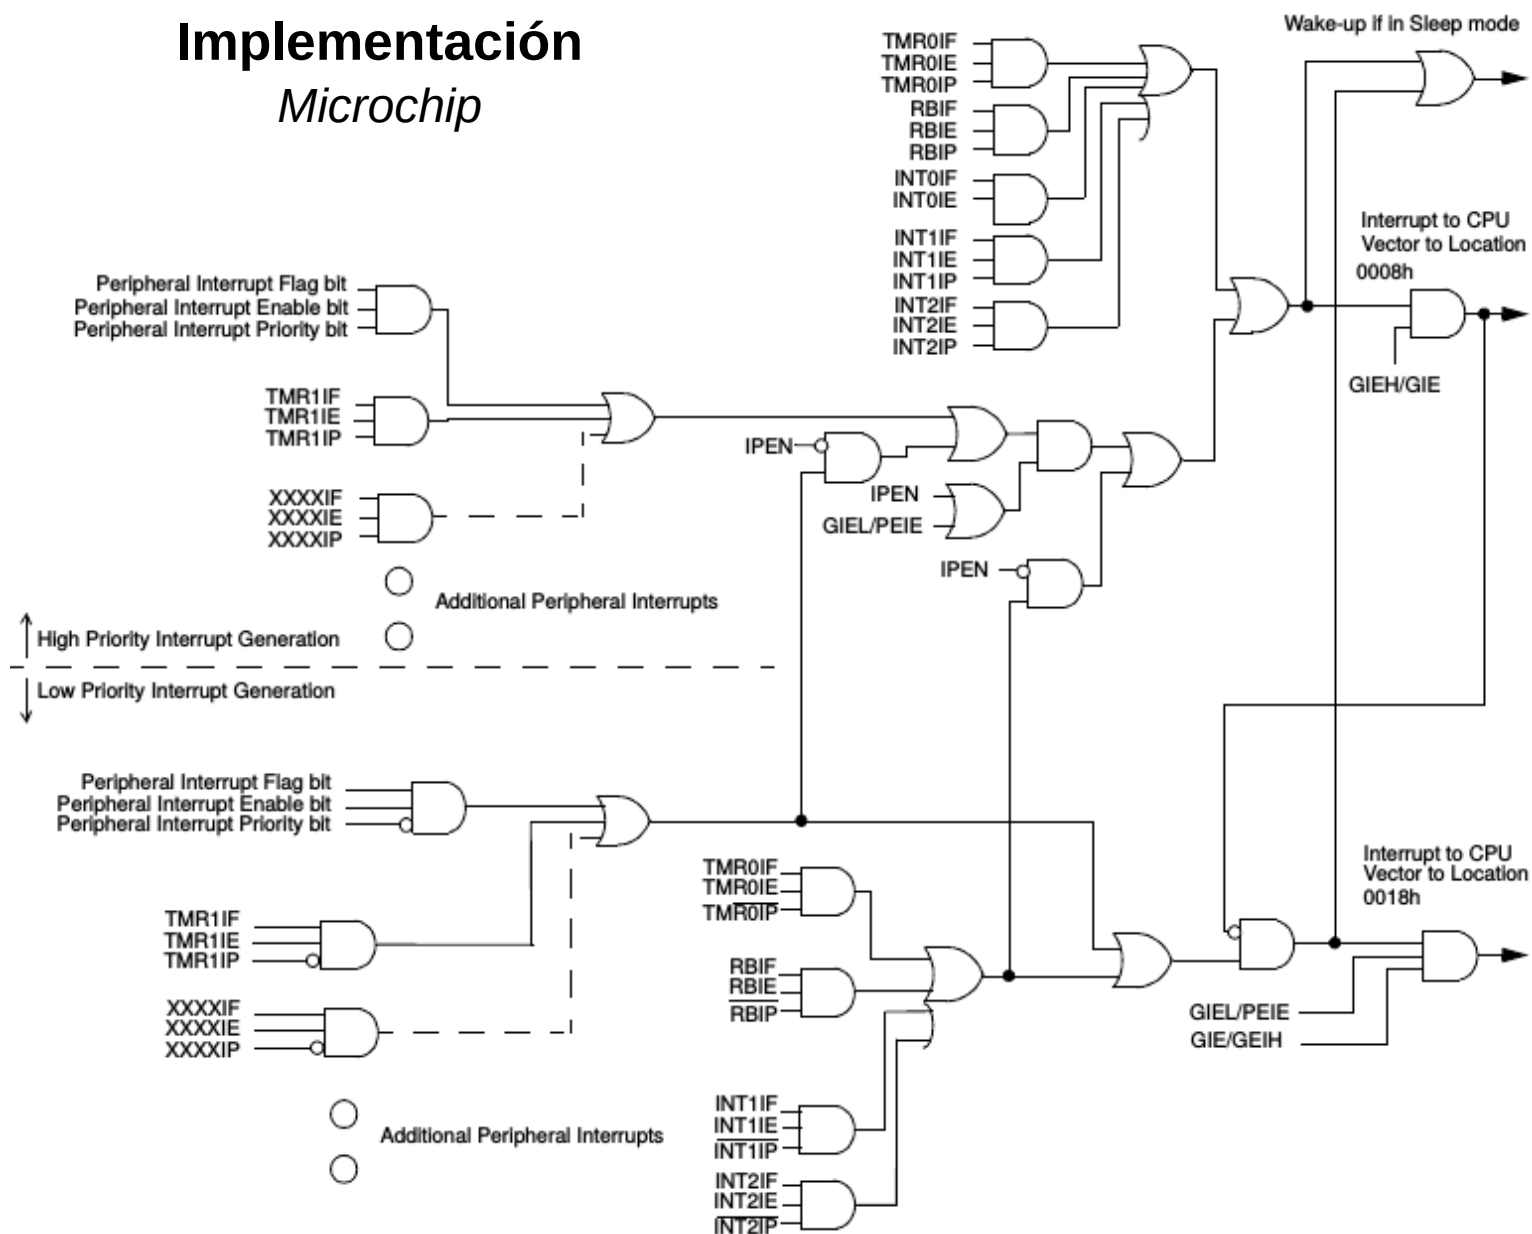 Implementación
Microchip
Wake-up if in Sleep mode
TMR0IF
TMR0IE
TMR0IP
RBIF
RBIE
RBIP
INT0IF
INT0IE
INT1IF
INT1IE
INT1IP
INT2IF
INT2IE
INT2IP
Interrupt to CPU
Vector to Location
0008h
GIEH/GIE
Peripheral Interrupt Flag bit
Peripheral Interrupt Enable bit
Peripheral Interrupt Priority bit
TMR1IF
TMR1IE
TMR1IP
XXXXIF
XXXXIE
XXXXIP
IPEN
IPEN
GIEL/PEIE
IPEN
Additional Peripheral Interrupts
High Priority Interrupt Generation
Low Priority Interrupt Generation
Peripheral Interrupt Flag bit
Peripheral Interrupt Enable bit
Peripheral Interrupt Priority bit
TMR1IF
TMR1IE
TMR1IP
XXXXIF
XXXXIE
XXXXIP
Additional Peripheral Interrupts
TMR0IF
TMR0IE
TMR0IP
RBIF
RBIE
RBIP
INT1IF
INT1IE
INT1IP
INT2IF
INT2IE
INT2IP
Interrupt to CPU
Vector to Location
0018h
GIEL/PEIE
GIE/GEIH